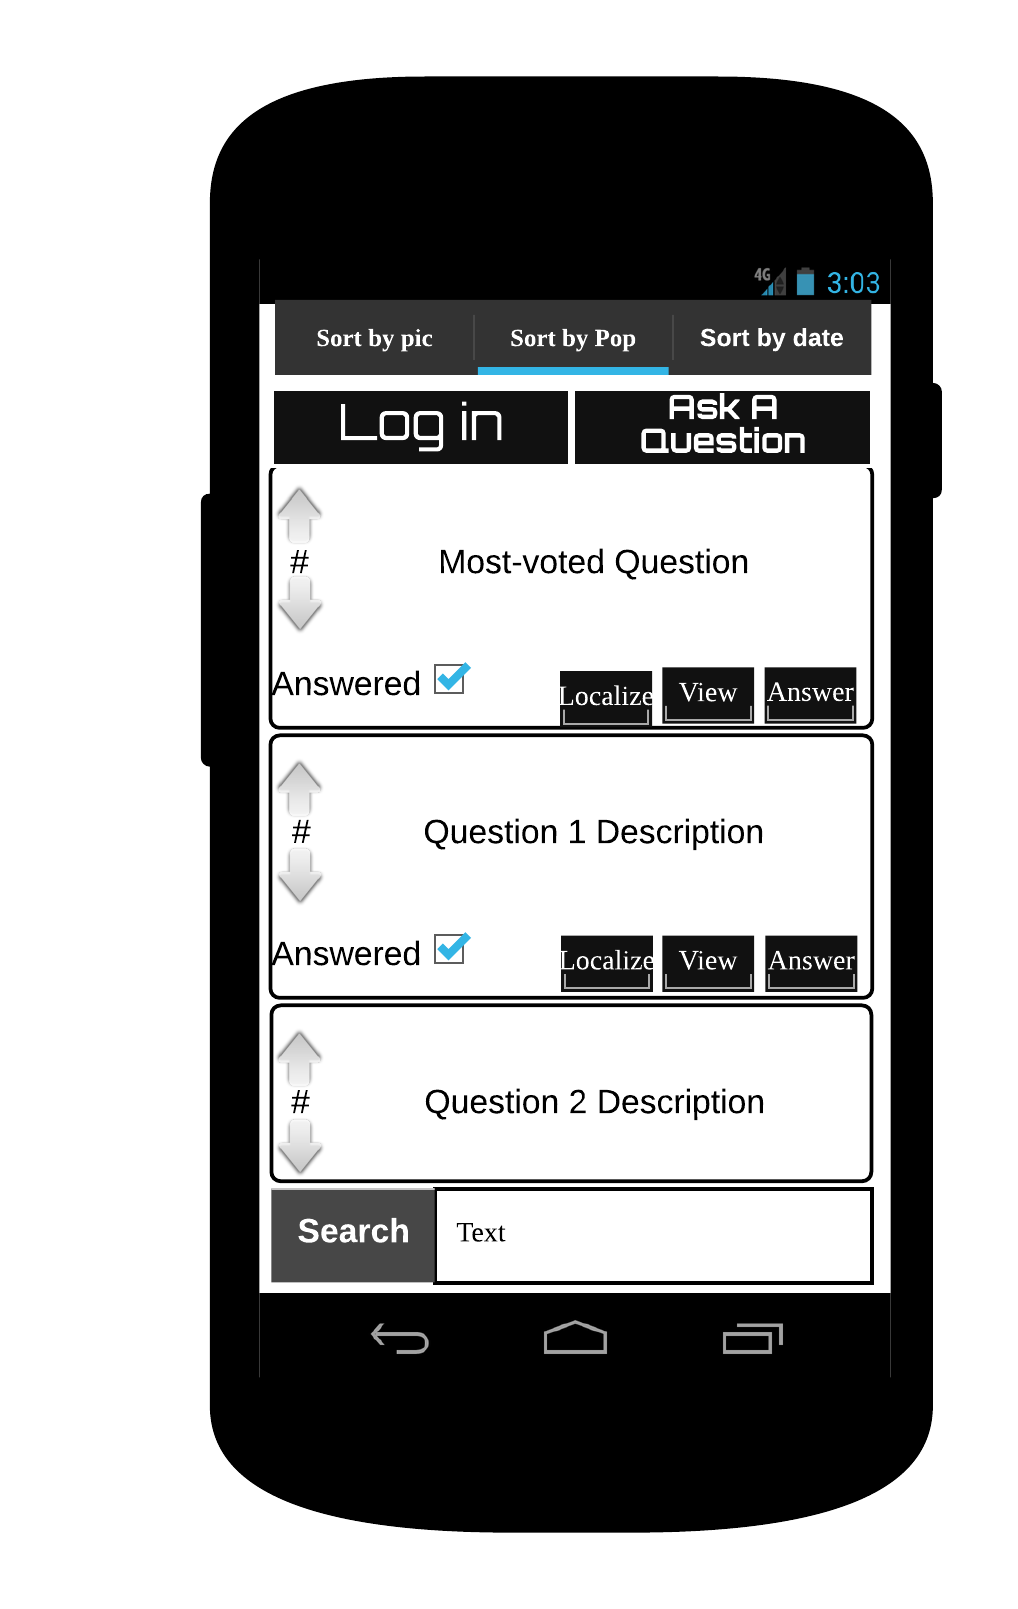 4G 3:03
Sort by pic Sort by Pop Sort by date
Log in
Ask A
Question
#
Most-voted Question
Answered Localize View Answer
#
Question 1 Description
Answered Localize View Answer
#
Question 2 Description
Search Text